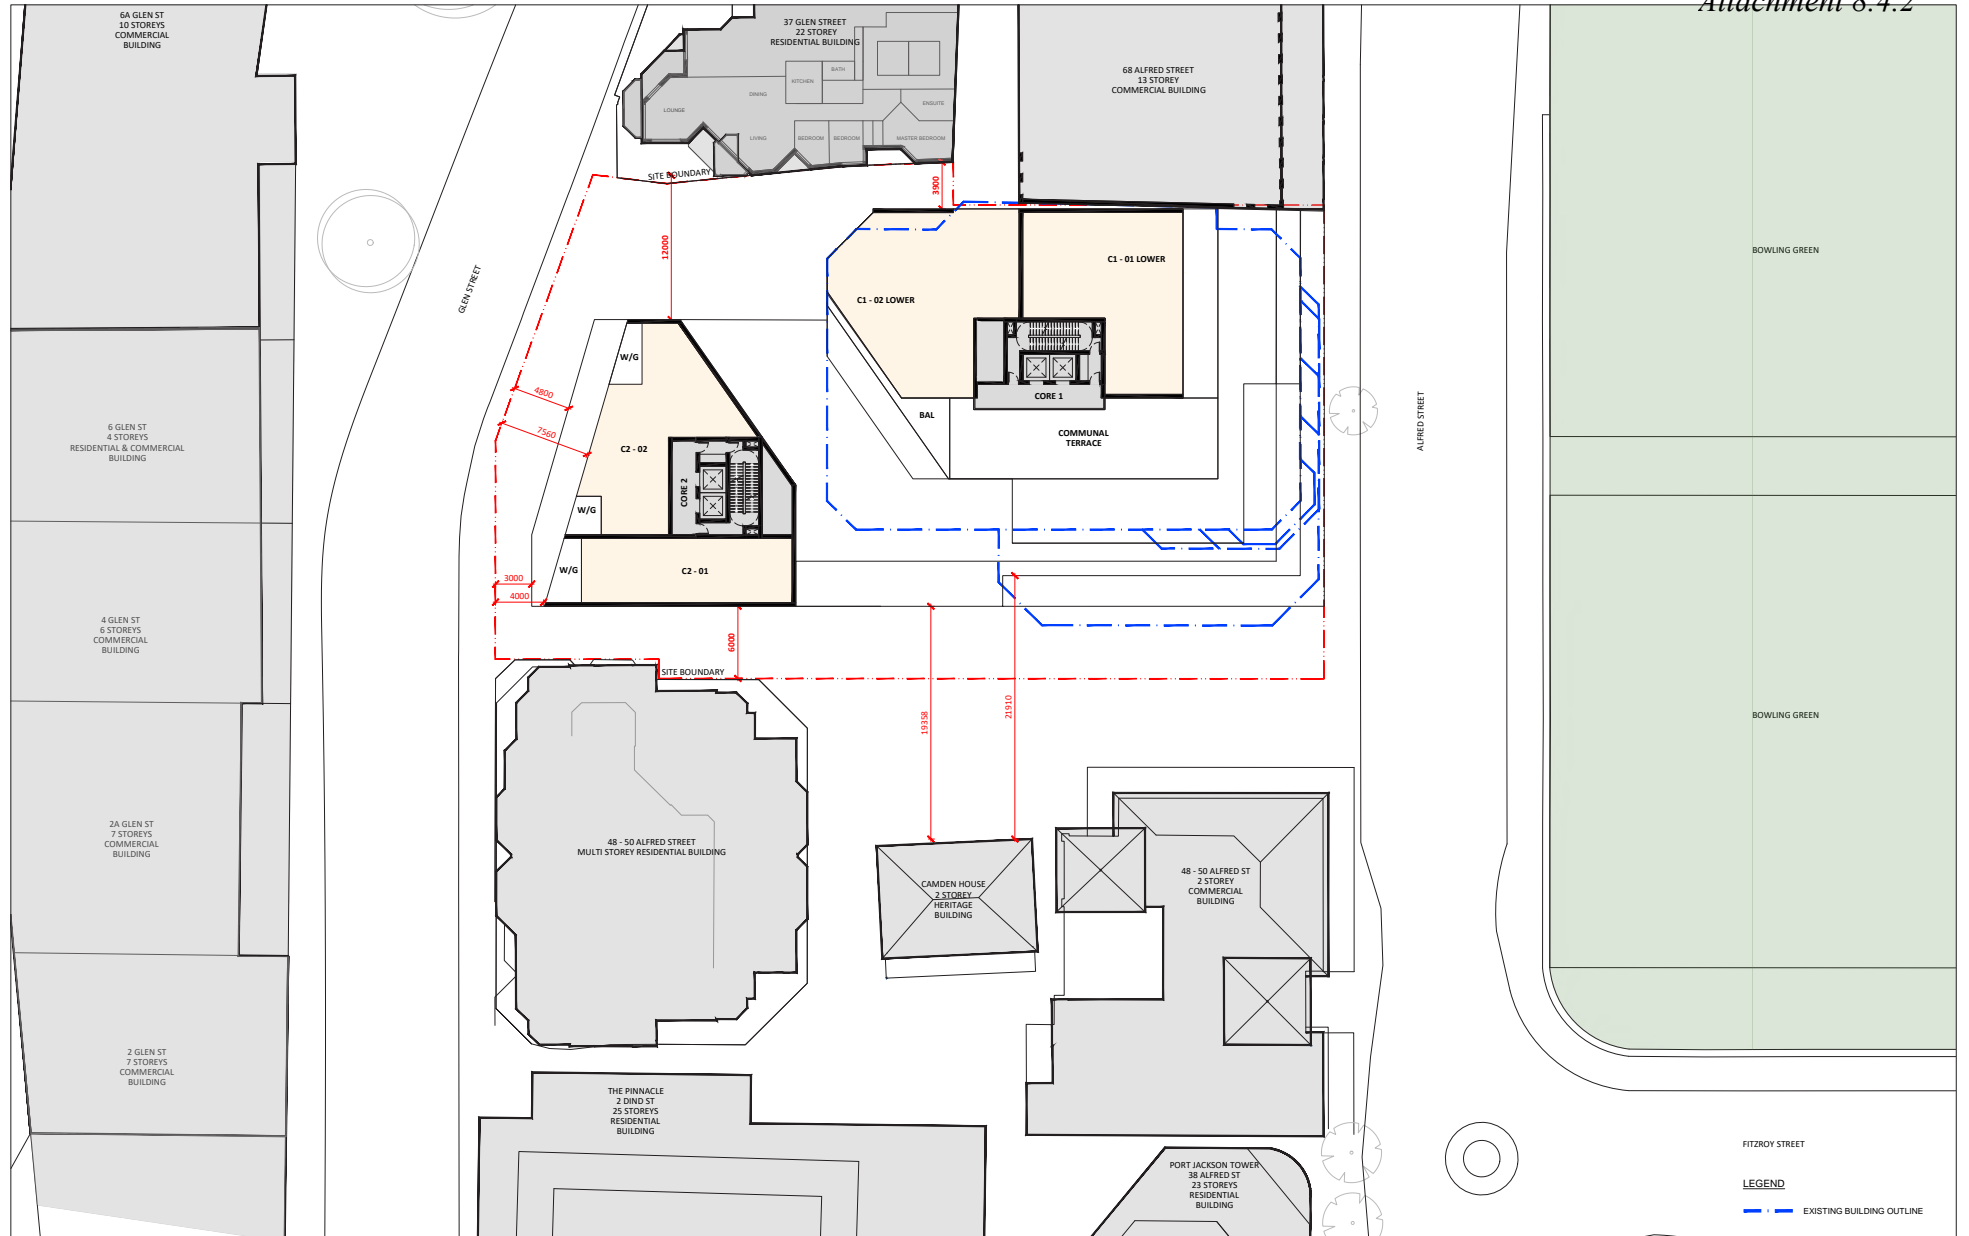 Attachment 8.4.2
6A GLEN ST
10 STOREYS
COMMERCIAL
BUILDING
37 GLEN STREET
22 STOREY
RESIDENTIAL BUILDING
BATH
KITCHEN
DINING
LOUNGE
ENSUITE
LIVING
BEDROOM
BEDROOM
MASTER BEDROOM
68 ALFRED STREET
13 STOREY
COMMERCIAL BUILDING
SITE BOUNDARY
3900
12000
GLEN STREET
BOWLING GREEN
C1 - 01 LOWER
C1 - 02 LOWER
W/G
4800
7560
C2 - 02
CORE 2
W/G
W/G
C2 - 01
3000
4000
6000
CORE 1
BAL
COMMUNAL
TERRACE
ALFRED STREET
6 GLEN ST
4 STOREYS
RESIDENTIAL & COMMERCIAL
BUILDING
4 GLEN ST
6 STOREYS
COMMERCIAL
BUILDING
SITE BOUNDARY
19358
21910
BOWLING GREEN
2A GLEN ST
7 STOREYS
COMMERCIAL
BUILDING
48 - 50 ALFRED STREET
MULTI STOREY RESIDENTIAL BUILDING
CAMDEN HOUSE
2 STOREY
HERITAGE
BUILDING
48 - 50 ALFRED ST
2 STOREY
COMMERCIAL
BUILDING
2 GLEN ST
7 STOREYS
COMMERCIAL
BUILDING
THE PINNACLE
2 DIND ST
25 STOREYS
RESIDENTIAL
BUILDING
PORT JACKSON TOWER
38 ALFRED ST
23 STOREYS
RESIDENTIAL
BUILDING
FITZROY STREET
LEGEND
EXISTING BUILDING OUTLINE